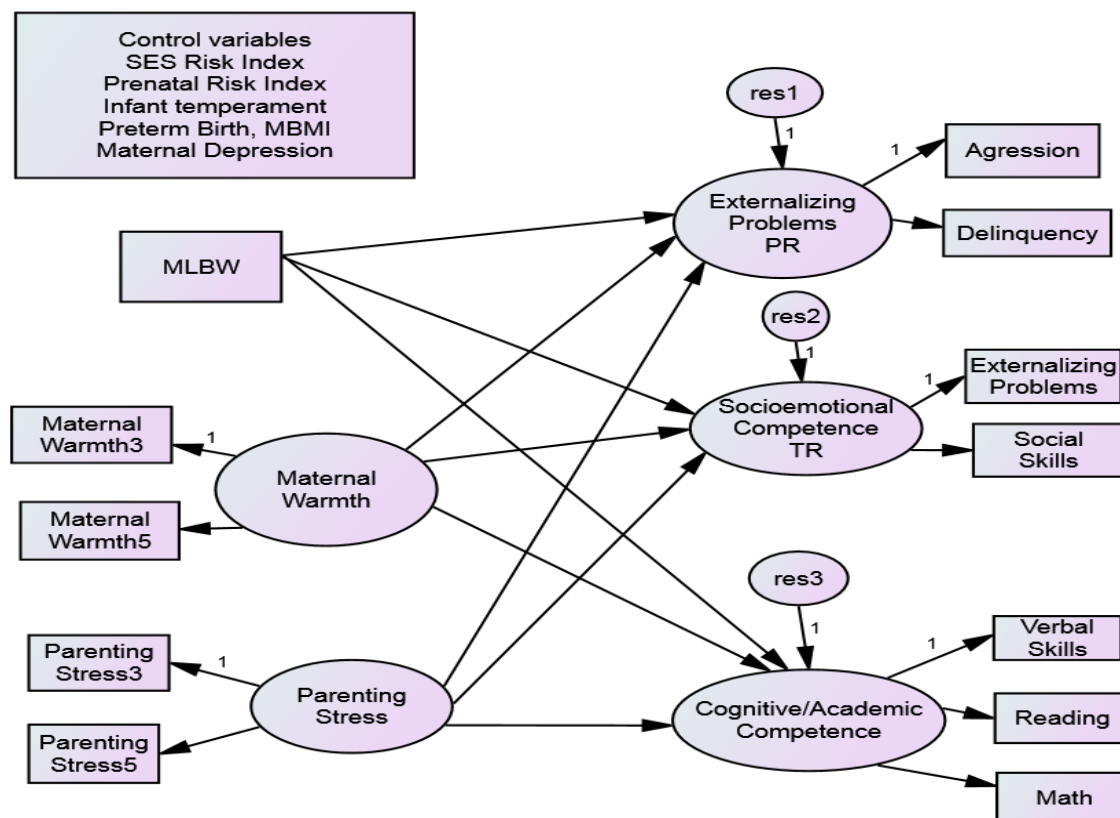 Control variables
SES Risk Index
Prenatal Risk Index
Infant temperament
Preterm Birth, MBMI
Maternal Depression
res1
1
1
Agression
Externalizing
Problems
PR
Delinquency
MLBW
res2
1
1
Externalizing
Problems
Socioemotional
Competence
TR
Social
Skills
Maternal
Warmth3
1
Maternal
Warmth
Maternal
Warmth5
res3
1
1
Verbal
Skills
Parenting
Stress3
1
Parenting
Stress
Parenting
Stress5
Cognitive/Academic
Competence
Reading
Math